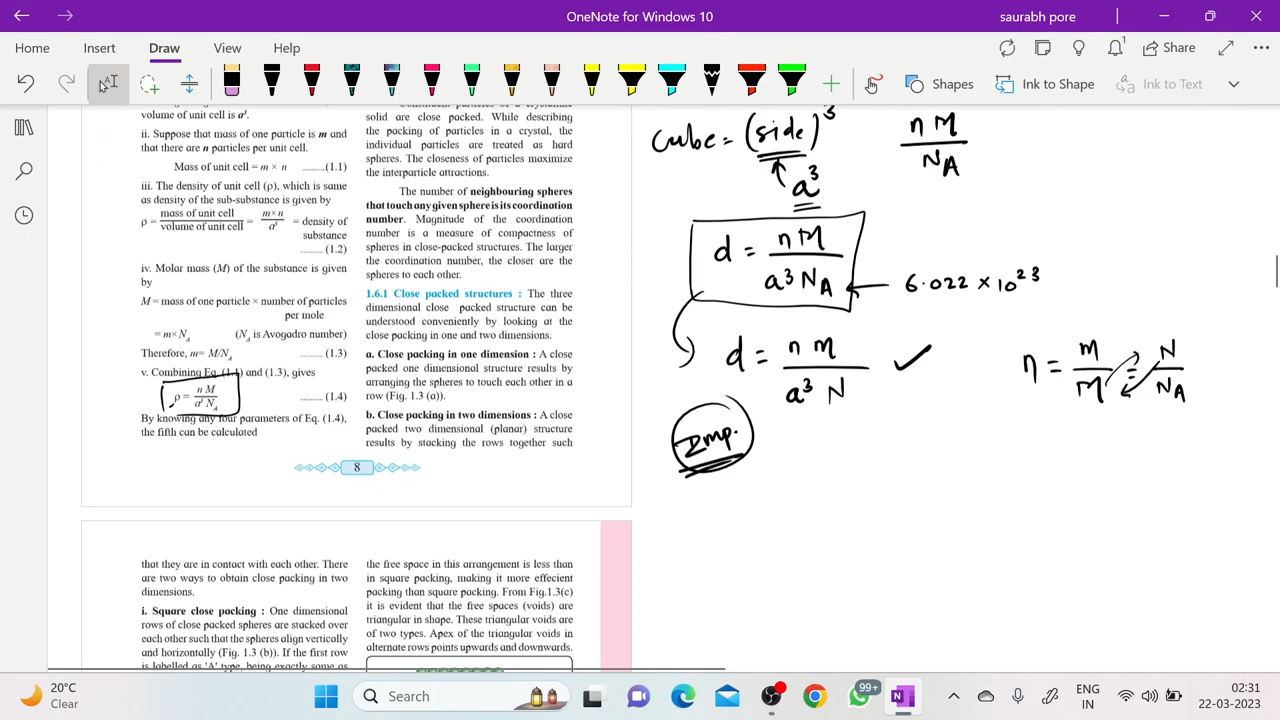 OneNote for Windows 10
saurabh pore
Home Insert Draw View Help
Share
Shapes
Ink to Shape
Ink to Text
volume of unit cell is a³.
ii. Suppose that mass of one particle is m and
that there are n particles per unit cell.
Mass of unit cell = m × n ...........(1.1)
iii. The density of unit cell (ρ), which is same
as density of the sub-substance is given by
ρ = mass of unit cell / volume of unit cell = m×n / a³ = density of
substance
........... (1.2)
iv. Molar mass (M) of the substance is given
by
M = mass of one particle × number of particles
per mole
= m×N_A (N_A is Avogadro number)
Therefore, m= M/N_A ........... (1.3)
v. Combining Eq. (1.1) and (1.3), gives
ρ = n M / a³ N_A ........... (1.4)
By knowing any four parameters of Eq. (1.4),
the fifth can be calculated
Constituent particles of a crystalline
solid are close packed. While describing
the packing of particles in a crystal, the
individual particles are treated as hard
spheres. The closeness of particles maximize
the interparticle attractions.
The number of neighbouring spheres
that touch any given sphere is its coordination
number. Magnitude of the coordination
number is a measure of compactness of
spheres in close-packed structures. The larger
the coordination number, the closer are the
spheres to each other.
1.6.1 Close packed structures : The three
dimensional close packed structure can be
understood conveniently by looking at the
close packing in one and two dimensions.
a. Close packing in one dimension : A close
packed one dimensional structure results by
arranging the spheres to touch each other in a
row (Fig. 1.3 (a)).
b. Close packing in two dimensions : A close
packed two dimensional (planar) structure
results by stacking the rows together such
8
that they are in contact with each other. There
are two ways to obtain close packing in two
dimensions.
i. Square close packing : One dimensional
rows of close packed spheres are stacked over
each other such that the spheres align vertically
and horizontally (Fig. 1.3 (b)). If the first row
is labelled as 'A' type, being exactly same as
the free space in this arrangement is less than
in square packing, making it more effecient
packing than square packing. From Fig.1.3(c)
it is evident that the free spaces (voids) are
triangular in shape. These triangular voids are
of two types. Apex of the triangular voids in
alternate rows points upwards and downwards.
cube = (side)³
a³
n M / N_A
d = n M / a³ N_A
6.022 × 10²³
d = n M / a³ N
n = m / M = N / N_A
Imp.
20°C
Clear
Search
99+
ENG
IN
02:31
22-03-2023